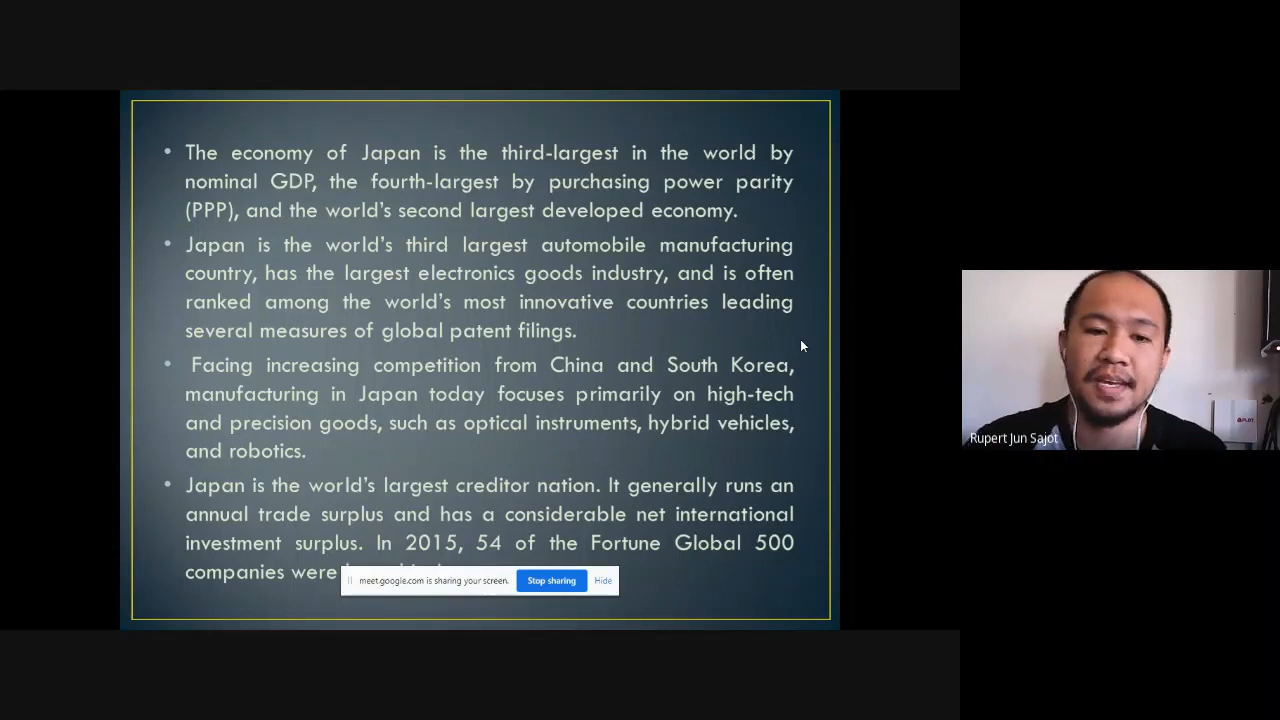 • The economy of Japan is the third-largest in the world by
nominal GDP, the fourth-largest by purchasing power parity
(PPP), and the world's second largest developed economy.
• Japan is the world's third largest automobile manufacturing
country, has the largest electronics goods industry, and is often
ranked among the world's most innovative countries leading
several measures of global patent filings.
• Facing increasing competition from China and South Korea,
manufacturing in Japan today focuses primarily on high-tech
and precision goods, such as optical instruments, hybrid vehicles,
and robotics.
• Japan is the world's largest creditor nation. It generally runs an
annual trade surplus and has a considerable net international
investment surplus. In 2015, 54 of the Fortune Global 500
companies were
meet.google.com is sharing your screen. Stop sharing Hide
Rupert Jun Sajot